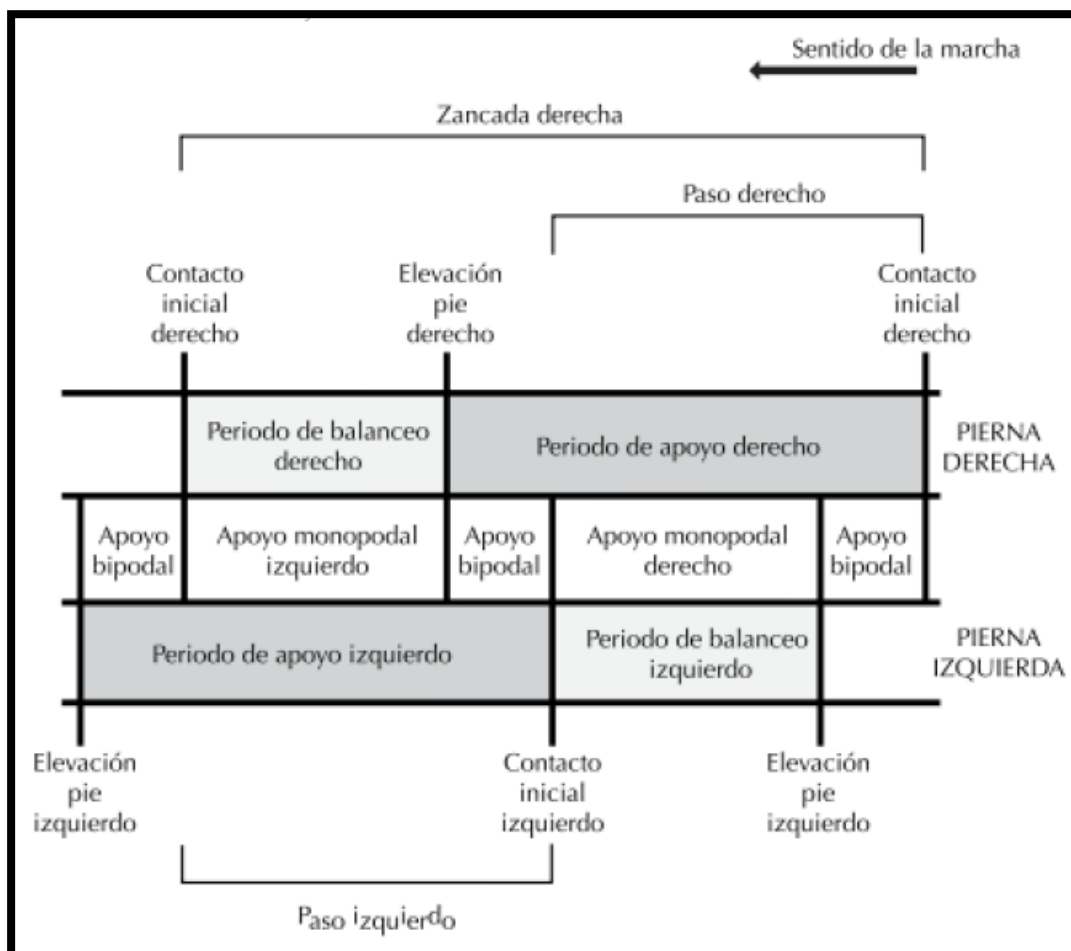 Sentido de la marcha
Zancada derecha
Paso derecho
Contacto
inicial
derecho
Elevación
pie
derecho
Contacto
inicial
derecho
Periodo de balanceo
derecho
Periodo de apoyo derecho
PIERNA
DERECHA
Apoyo
bipodal
Apoyo monopodal
izquierdo
Apoyo
bipodal
Apoyo monopodal
derecho
Apoyo
bipodal
Periodo de apoyo izquierdo
Periodo de balanceo
izquierdo
PIERNA
IZQUIERDA
Elevación
pie
izquierdo
Contacto
inicial
izquierdo
Elevación
pie
izquierdo
Paso izquierdo